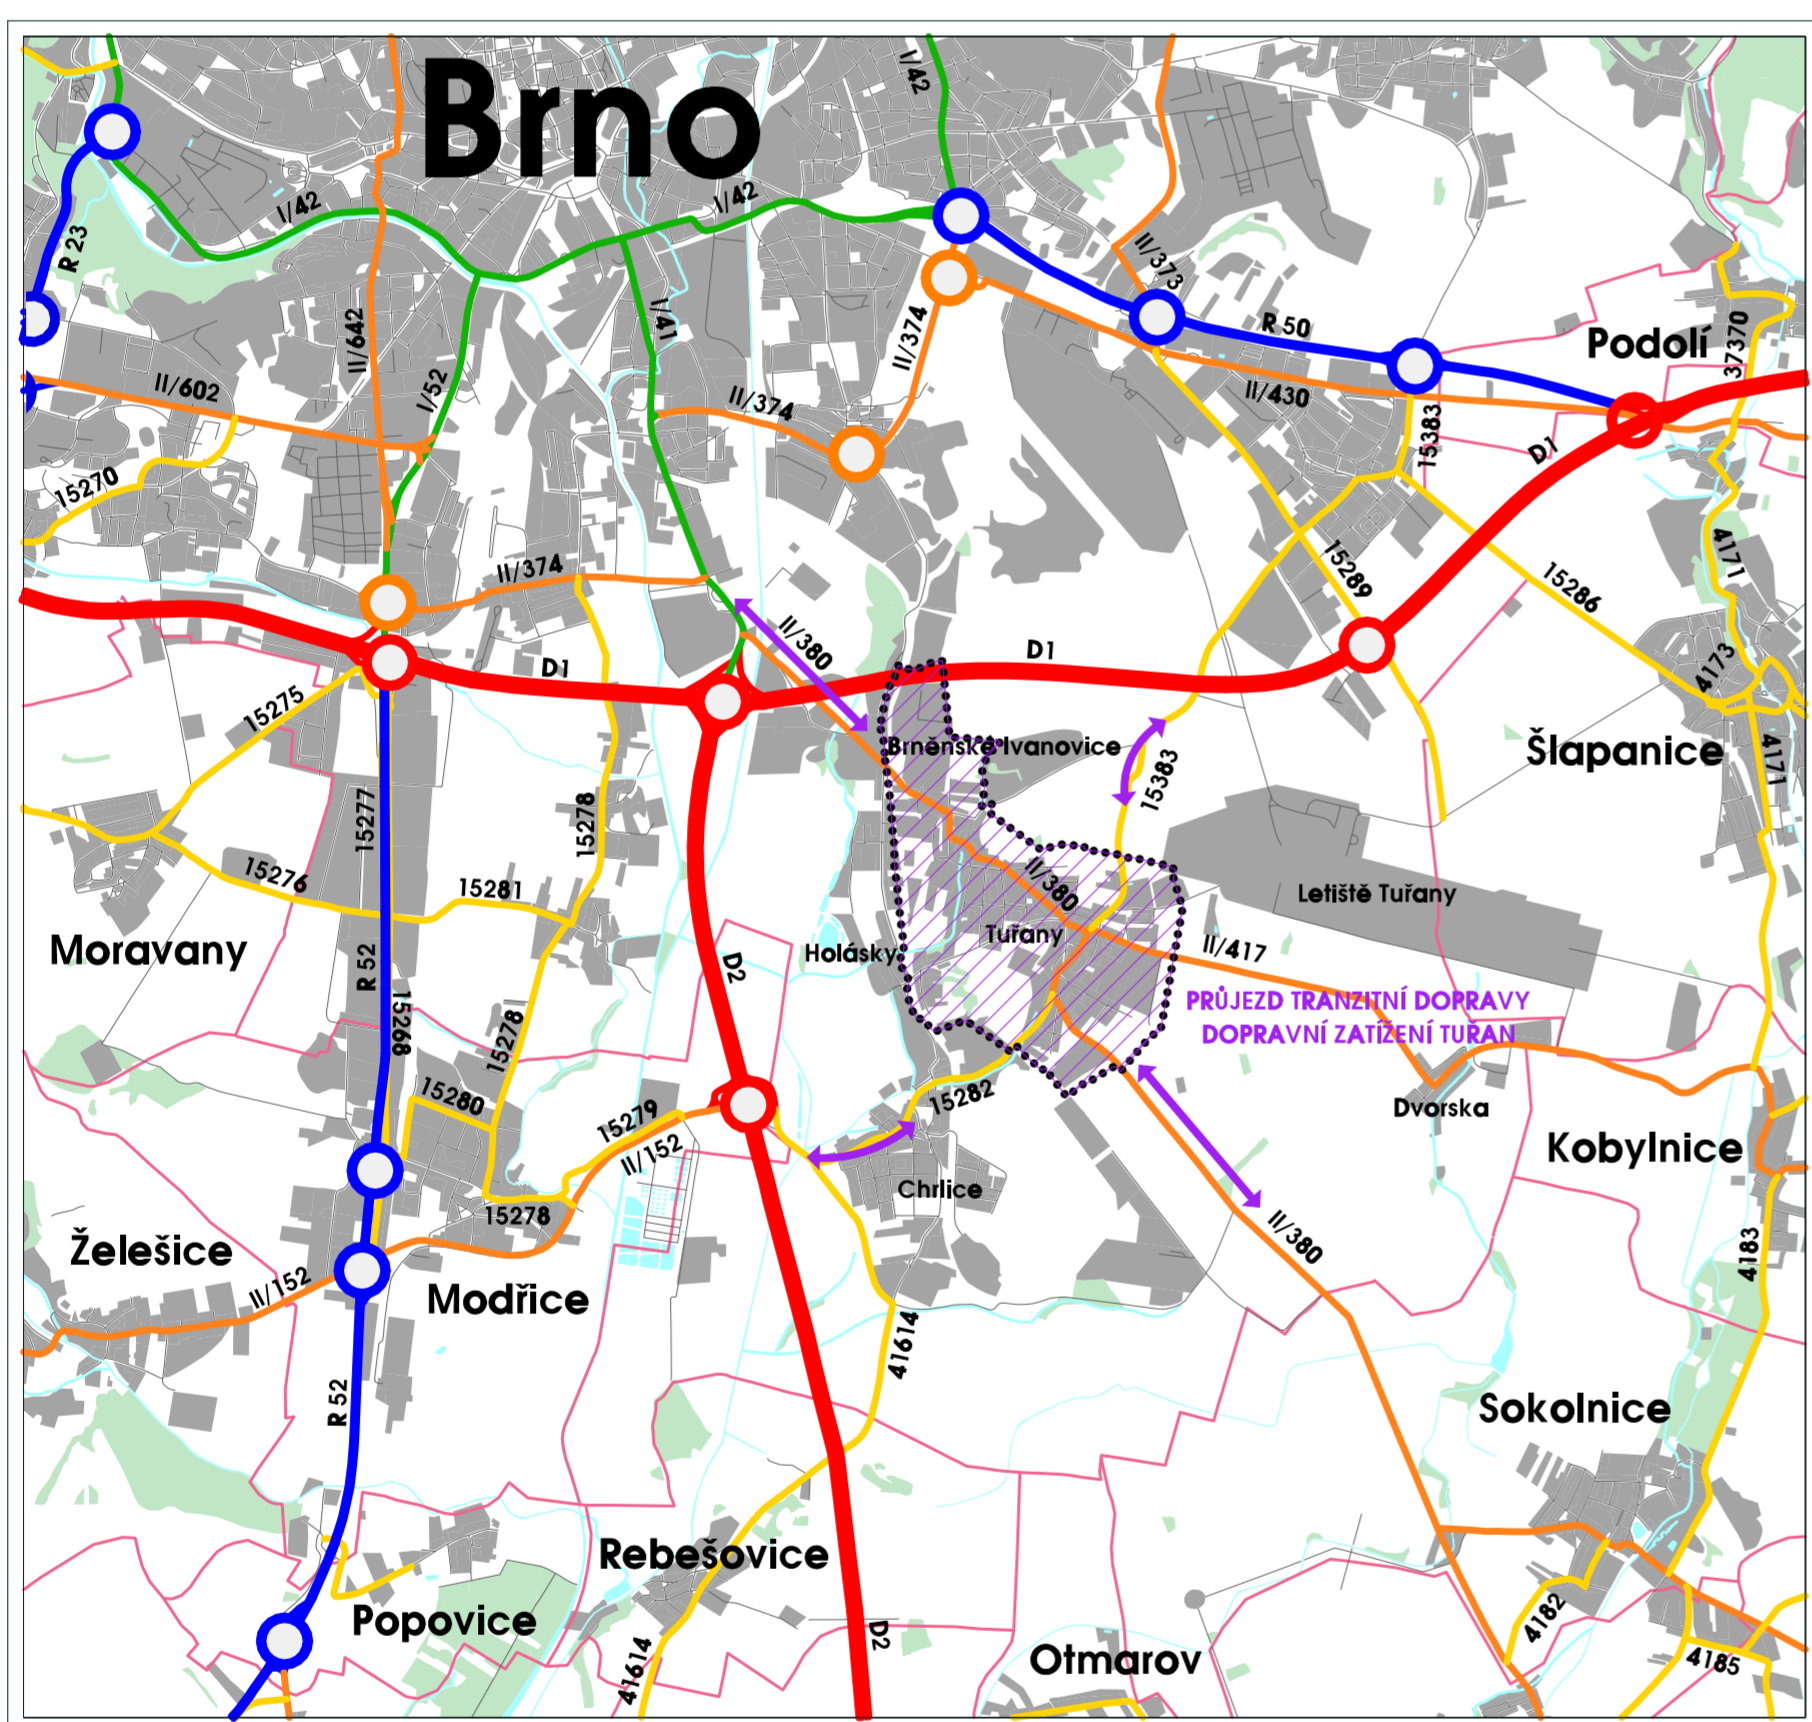 Brno
I/42
I/42
I/42
R 23
II/642
I/52
I/41
II/374
II/374
II/373
R 50
Podolí
37370
II/602
II/430
15383
D1
15270
II/374
15289
15286
4171
II/380
D1
D1
4173
15275
Brněnské Ivanovice
Šlapanice
15383
4171
15277
15278
15276
15281
II/380
Letiště Tuřany
Moravany
R 52
D2
Holásky
Tuřany
II/417
15268
15278
PRŮJEZD TRANZITNÍ DOPRAVY
DOPRAVNÍ ZATÍŽENÍ TUŘAN
15280
15279
II/152
15282
Dvorska
Kobylnice
Chrlice
15278
Želešice
II/380
4183
II/152
Modřice
41614
R 52
Sokolnice
Rebešovice
Popovice
D2
4182
41614
Otmarov
4185